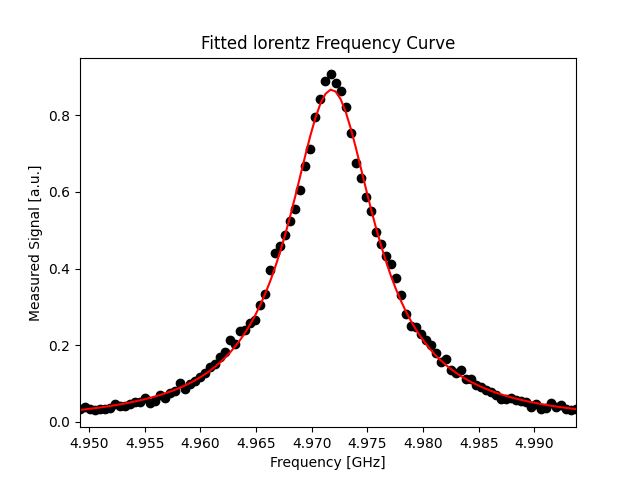 Fitted lorentz Frequency Curve
Measured Signal [a.u.]
0.8
0.6
0.4
0.2
0.0
4.950 4.955 4.960 4.965 4.970 4.975 4.980 4.985 4.990
Frequency [GHz]